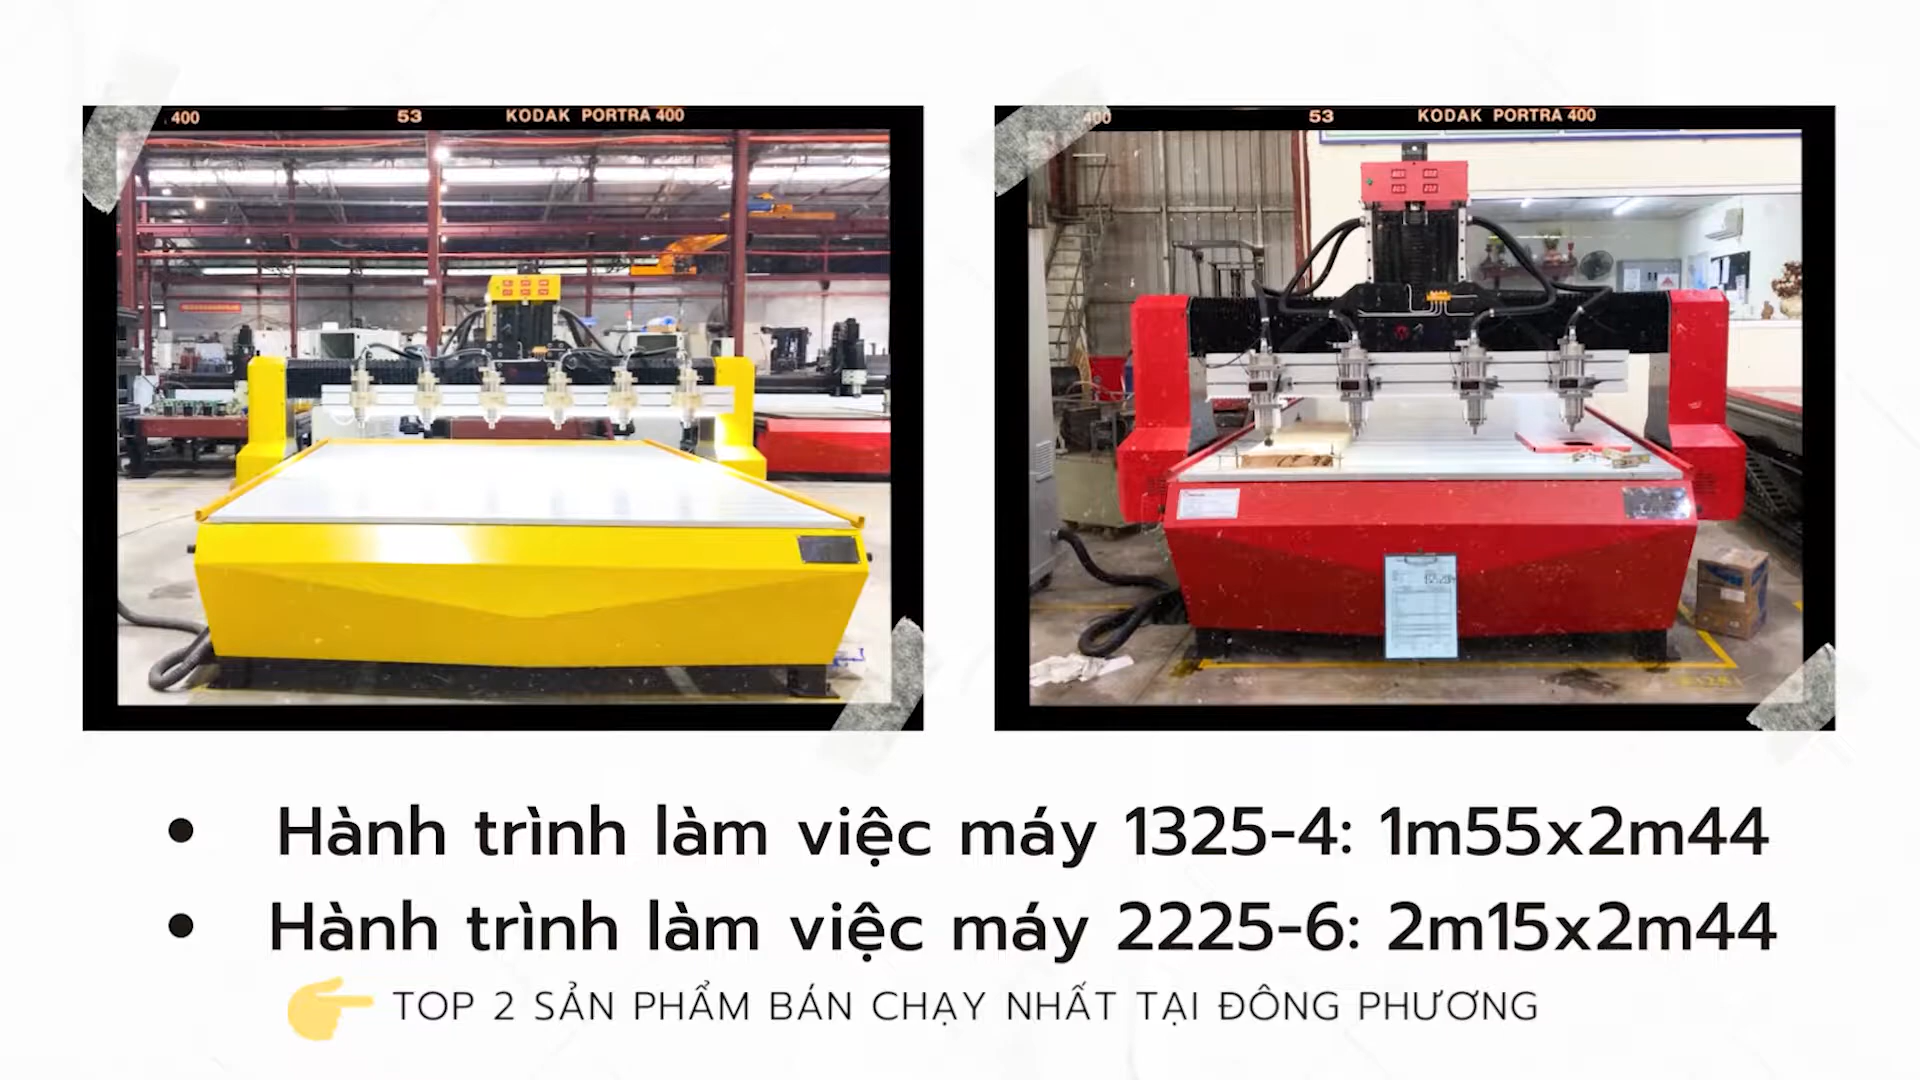 400 53 KODAK PORTRA 400
400 53 KODAK PORTRA 400
• Hành trình làm việc máy 1325-4: 1m55x2m44
• Hành trình làm việc máy 2225-6: 2m15x2m44
TOP 2 SẢN PHẨM BÁN CHẠY NHẤT TẠI ĐÔNG PHƯƠNG